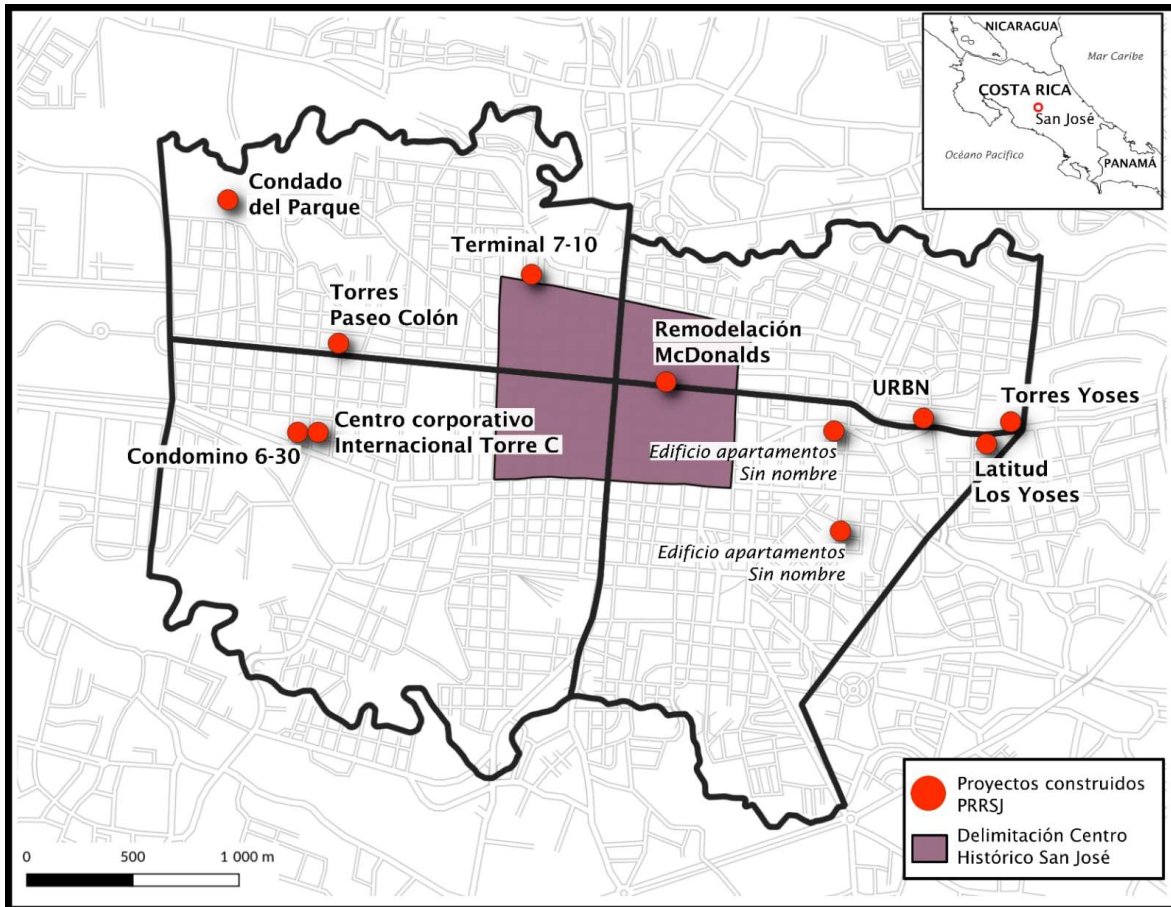 NICARAGUA
Mar Caribe
COSTA RICA
San José
Océano Pacífico
PANAMÁ
Condado
del Parque
Terminal 7-10
Torres
Paseo Colón
Remodelación
McDonalds
URBN
Torres Yoses
Centro corporativo
Internacional Torre C
Condomino 6-30
Edificio apartamentos
Sin nombre
Latitud
Los Yoses
Edificio apartamentos
Sin nombre
Proyectos construidos
PRRSJ
Delimitación Centro
Histórico San José
0 500 1 000 m